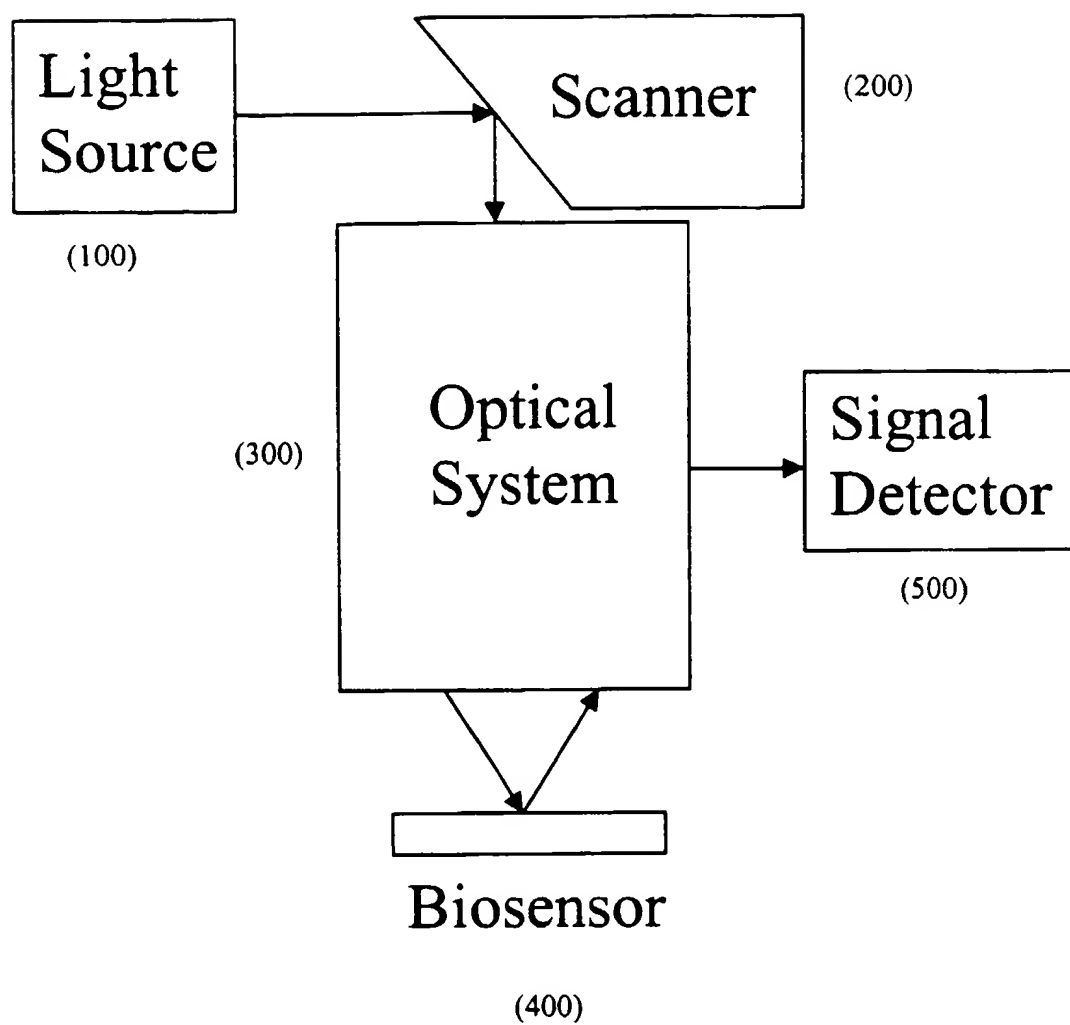 Light
Source
(100)
Scanner
(200)
Optical
System
(300)
Signal
Detector
(500)
Biosensor
(400)